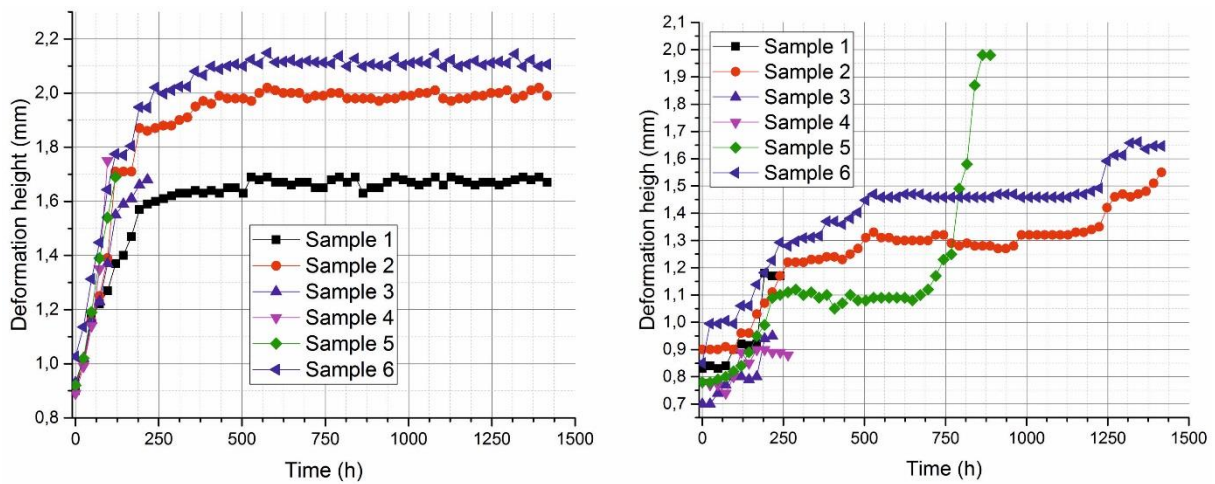 2,2
2,0
1,8
1,6
1,4
1,2
1,0
0,8
Deformation height (mm)
Sample 1
Sample 2
Sample 3
Sample 4
Sample 5
Sample 6
0
250
500
750
1000
1250
1500
Time (h)
2,1
2,0
1,9
1,8
1,7
1,6
1,5
1,4
1,3
1,2
1,1
1,0
0,9
0,8
0,7
Deformation heigh (mm)
Sample 1
Sample 2
Sample 3
Sample 4
Sample 5
Sample 6
0
250
500
750
1000
1250
1500
Time (h)